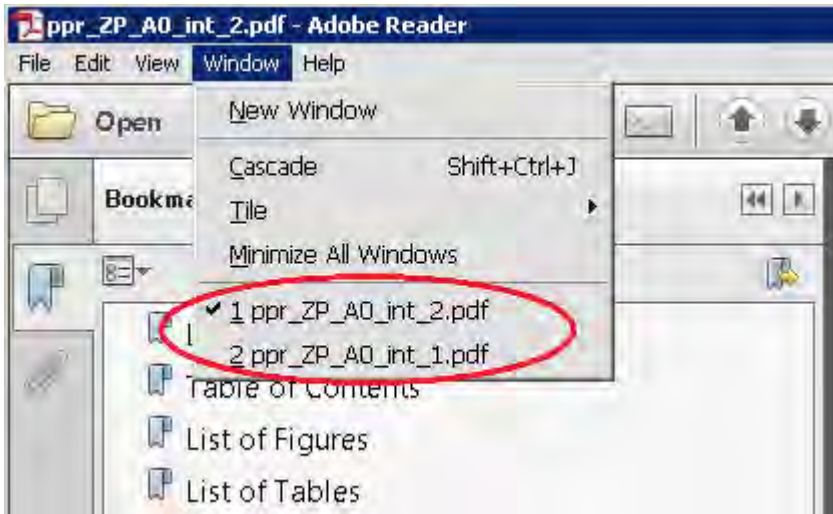 ppr_ZP_A0_int_2.pdf - Adobe Reader
File Edit View Window Help
Open
New Window
Cascade Shift+Ctrl+J
Tile
Minimize All Windows
Bookma
1 ppr_ZP_A0_int_2.pdf
2 ppr_ZP_A0_int_1.pdf
Table of Contents
List of Figures
List of Tables